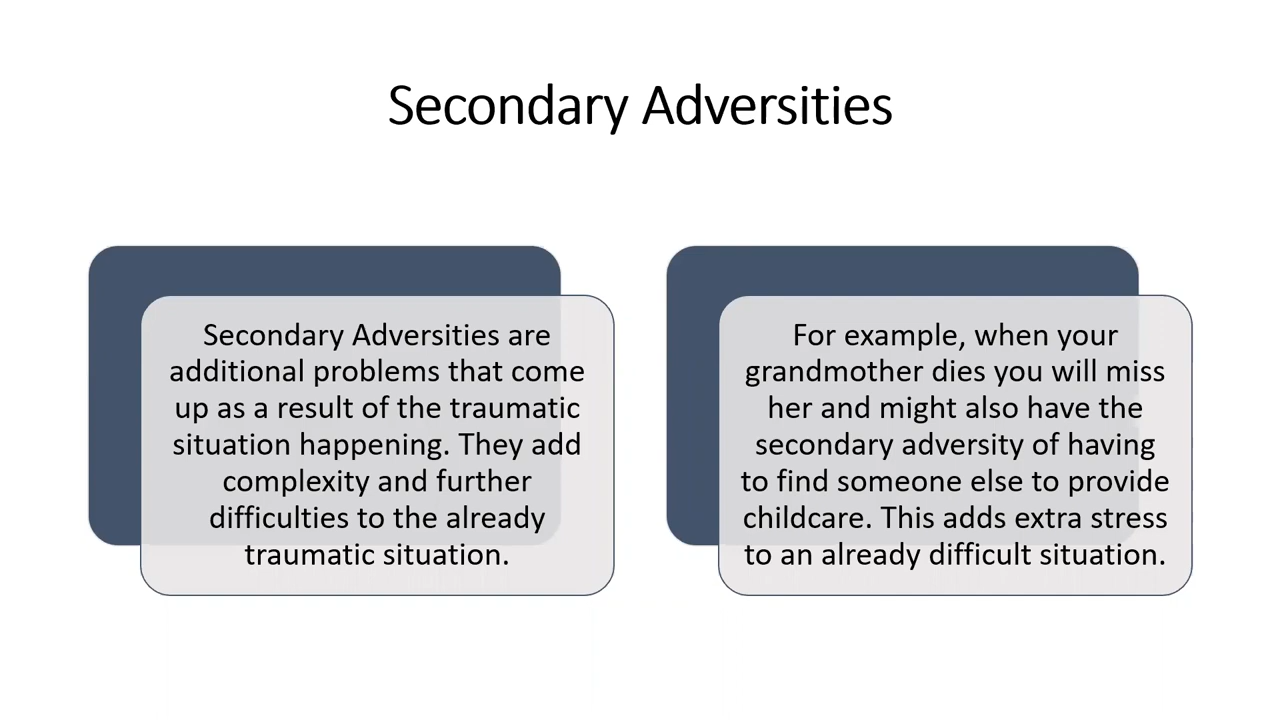 Secondary Adversities
Secondary Adversities are
additional problems that come
up as a result of the traumatic
situation happening. They add
complexity and further
difficulties to the already
traumatic situation.
For example, when your
grandmother dies you will miss
her and might also have the
secondary adversity of having
to find someone else to provide
childcare. This adds extra stress
to an already difficult situation.